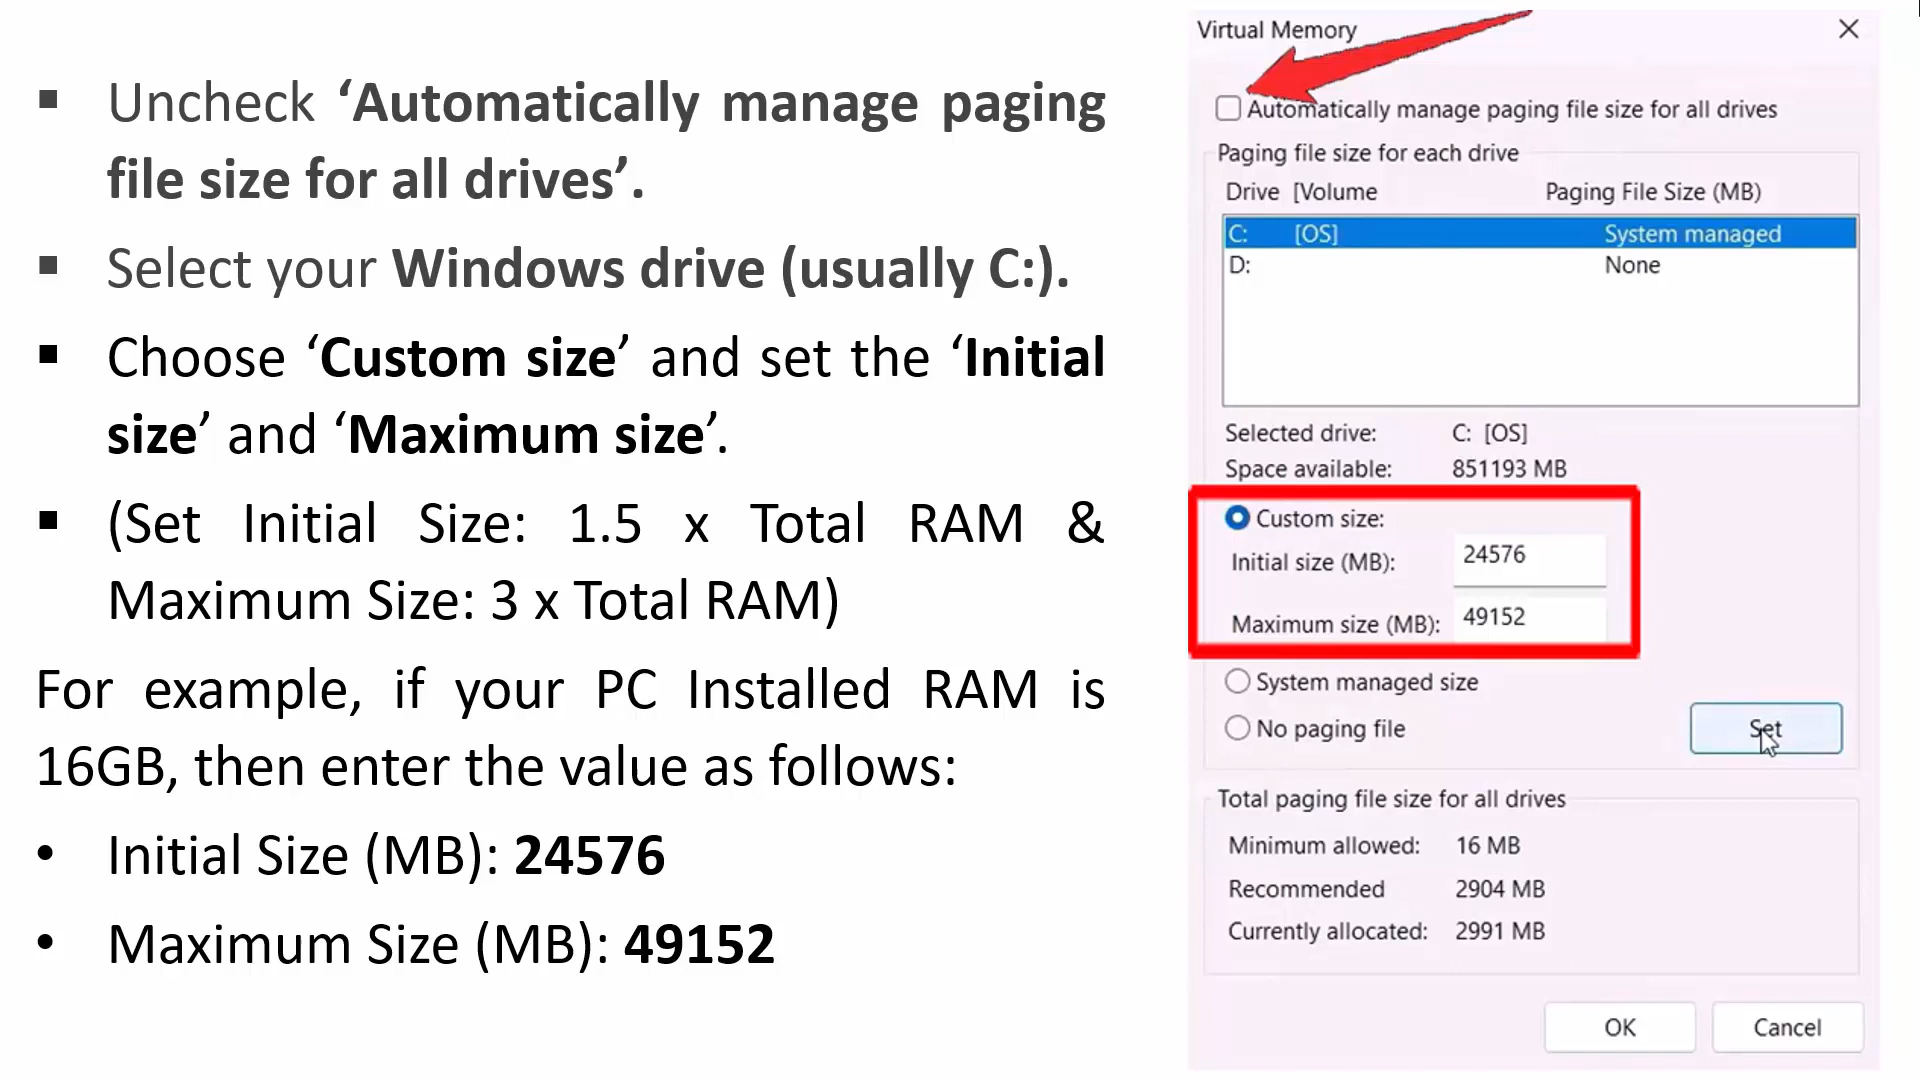 ▪ Uncheck ‘Automatically manage paging
file size for all drives’.
▪ Select your Windows drive (usually C:).
▪ Choose ‘Custom size’ and set the ‘Initial
size’ and ‘Maximum size’.
▪ (Set Initial Size: 1.5 x Total RAM &
Maximum Size: 3 x Total RAM)
For example, if your PC Installed RAM is
16GB, then enter the value as follows:
• Initial Size (MB): 24576
• Maximum Size (MB): 49152
Virtual Memory
Automatically manage paging file size for all drives
Paging file size for each drive
Drive [Volume Paging File Size (MB)
C: [OS] System managed
D: None
Selected drive: C: [OS]
Space available: 851193 MB
Custom size:
Initial size (MB): 24576
Maximum size (MB): 49152
System managed size
No paging file Set
Total paging file size for all drives
Minimum allowed: 16 MB
Recommended 2904 MB
Currently allocated: 2991 MB
OK Cancel